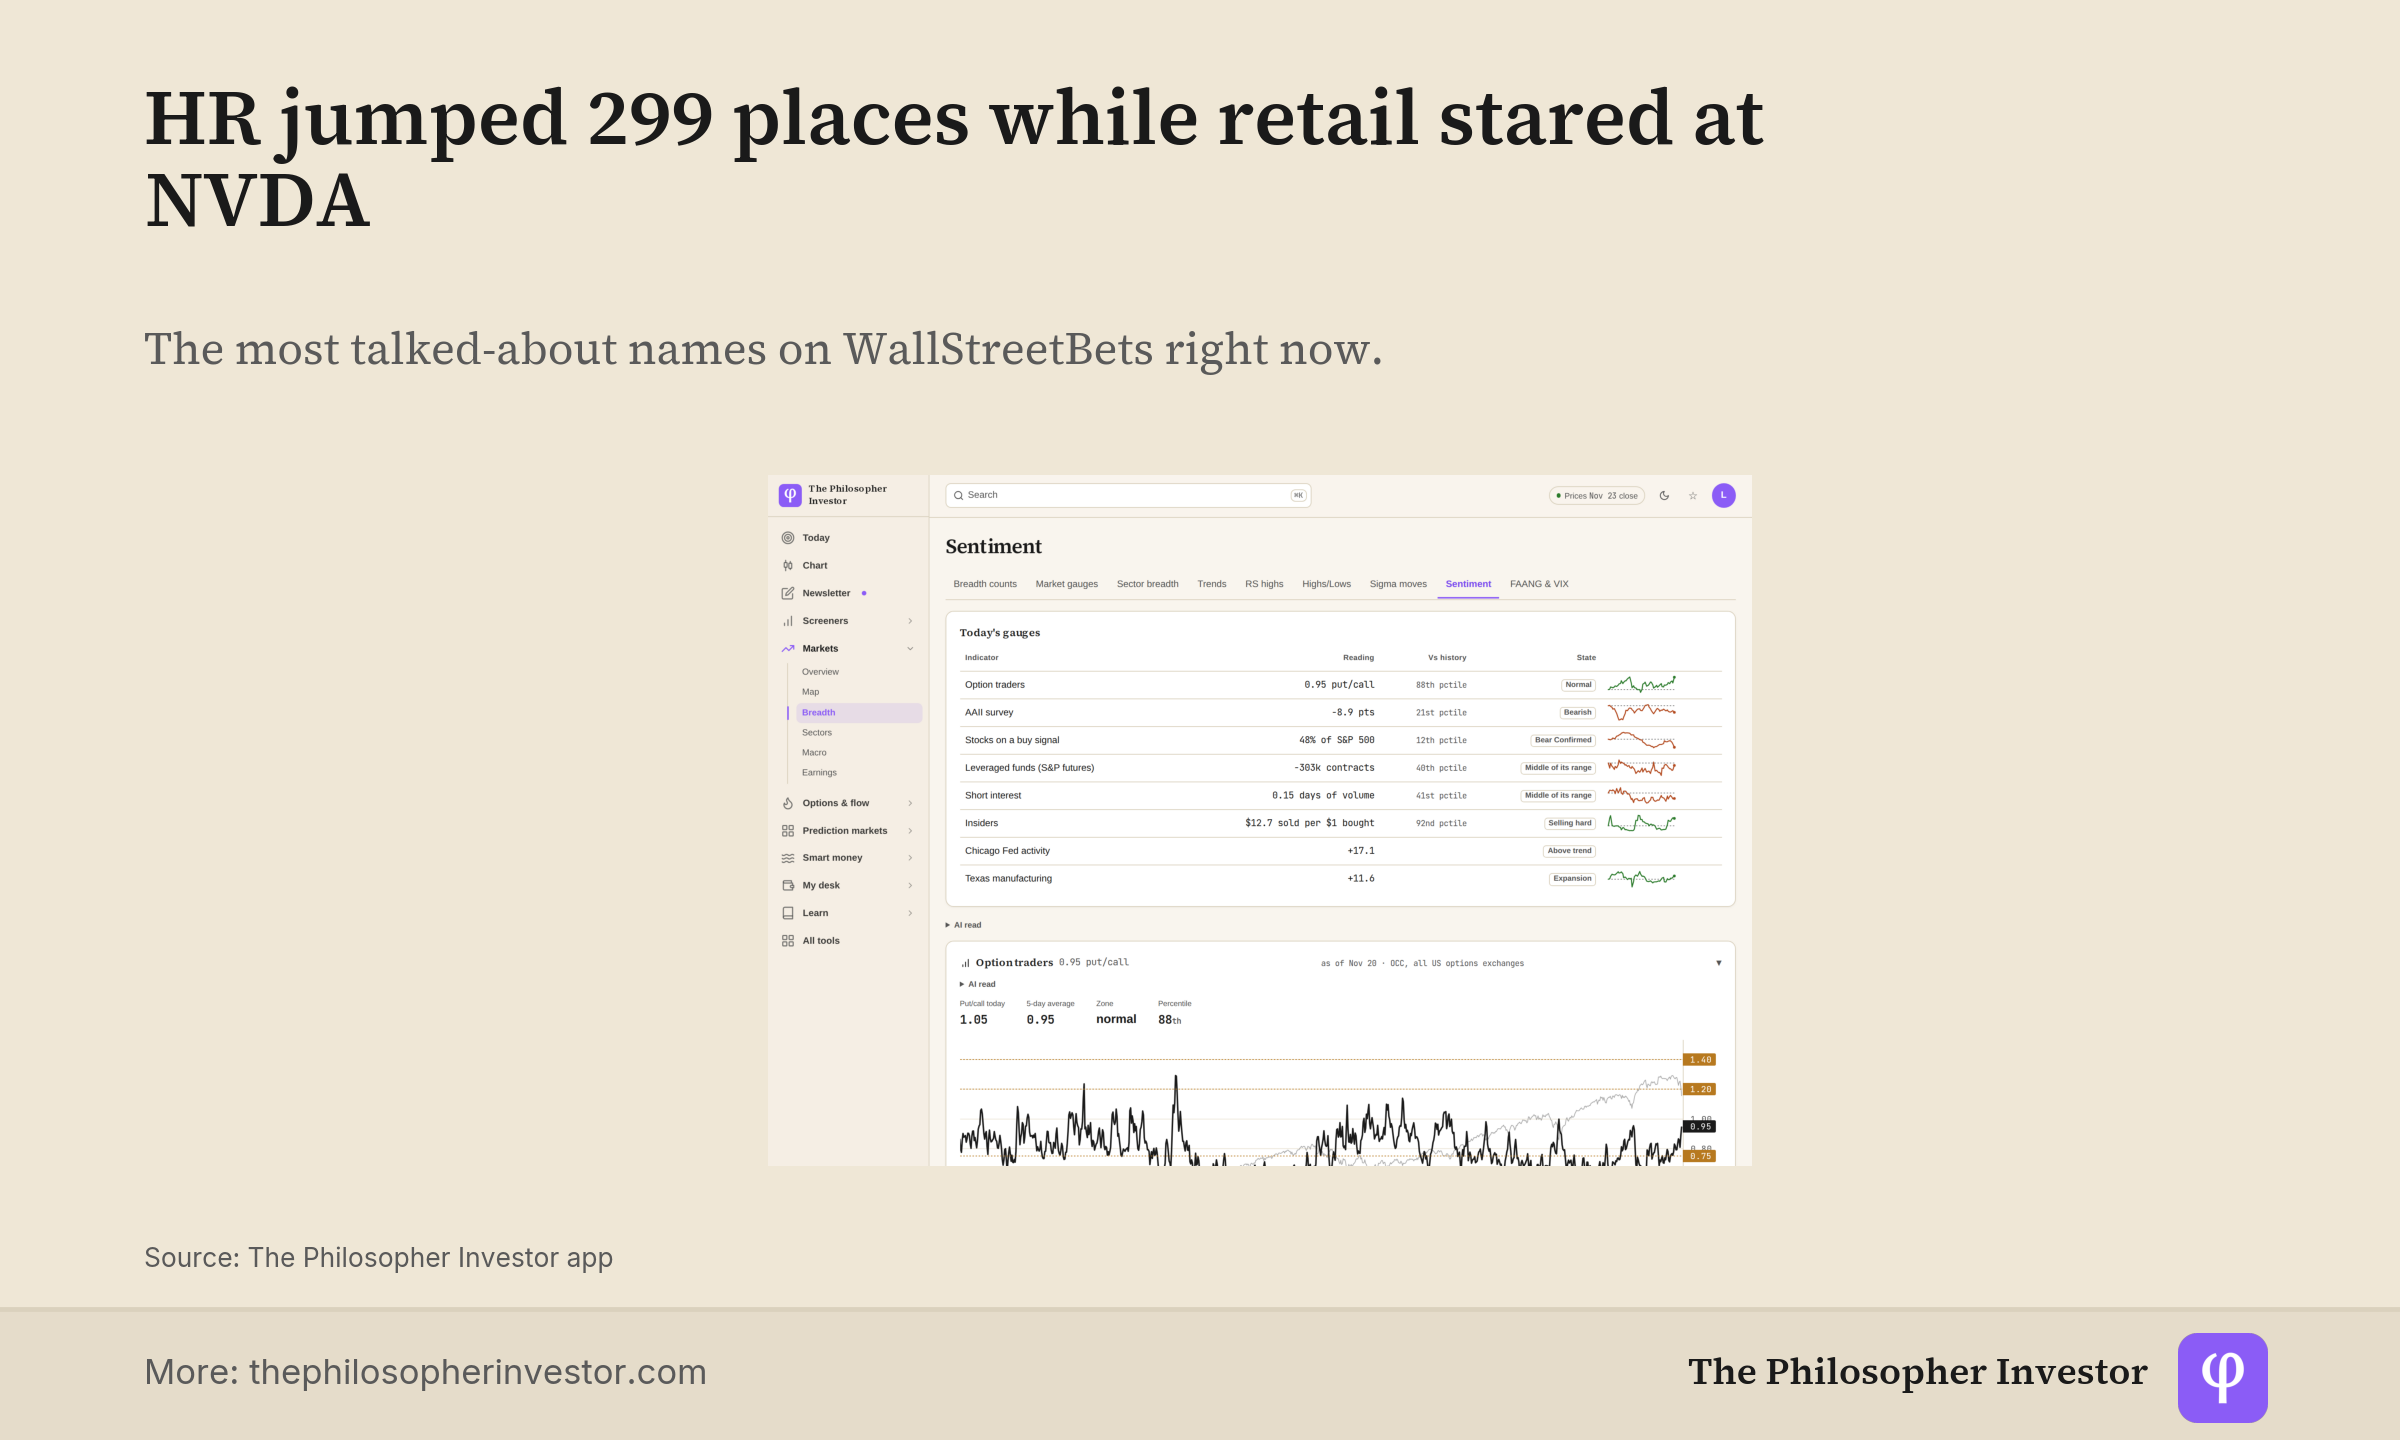 HR jumped 299 places while retail stared at
NVDA
The most talked-about names on WallStreetBets right now.
The Philosopher
Investor
Search
⌘K
Prices Nov 23 close
L
Today
Chart
Newsletter
Screeners
Markets
Overview
Map
Breadth
Sectors
Macro
Earnings
Options & flow
Prediction markets
Smart money
My desk
Learn
All tools
Sentiment
Breadth counts Market gauges Sector breadth Trends RS highs Highs/Lows Sigma moves Sentiment FAANG & VIX
Today's gauges
Indicator Reading Vs history State
Option traders 0.95 put/call 88th pctile Normal
AAII survey -8.9 pts 21st pctile Bearish
Stocks on a buy signal 48% of S&P 500 12th pctile Bear Confirmed
Leveraged funds (S&P futures) -303k contracts 40th pctile Middle of its range
Short interest 0.15 days of volume 41st pctile Middle of its range
Insiders $12.7 sold per $1 bought 92nd pctile Selling hard
Chicago Fed activity +17.1 Above trend
Texas manufacturing +11.6 Expansion
AI read
Option traders 0.95 put/call as of Nov 20 · OCC, all US options exchanges
AI read
Put/call today 5-day average Zone Percentile
1.05 0.95 normal 88th
1.40
1.20
1.00
0.95
0.80
0.75
Source: The Philosopher Investor app
More: thephilosopherinvestor.com
The Philosopher Investor
φ